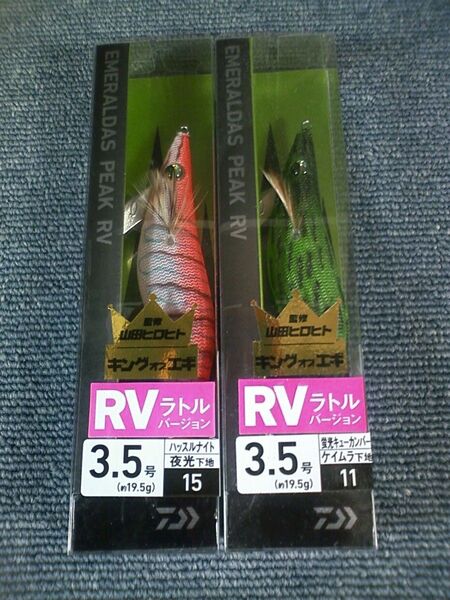 EMERALDAS PEAK RV
監修
山田ヒロヒト
キングオブエギ
RVラトル
バージョン
3.5号
(約19.5g)
ハッスルナイト
夜光下地
15
EMERALDAS PEAK RV
監修
山田ヒロヒト
キングオブエギ
RVラトル
バージョン
3.5号
(約19.5g)
蛍光キューカンバー
ケイムラ下地
11